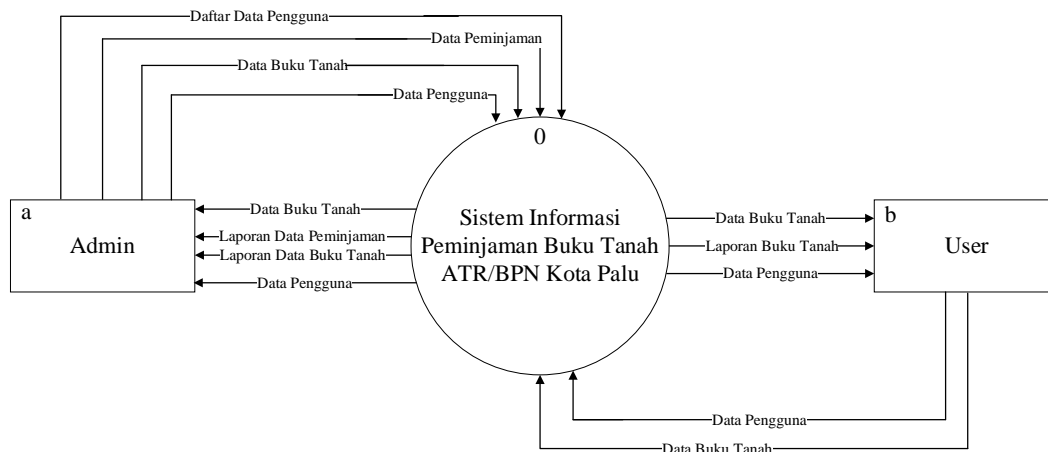 Daftar Data Pengguna
Data Peminjaman
Data Buku Tanah
Data Pengguna
0
a
Admin
Data Buku Tanah
Laporan Data Peminjaman
Laporan Data Buku Tanah
Data Pengguna
Sistem Informasi
Peminjaman Buku Tanah
ATR/BPN Kota Palu
Data Buku Tanah
Laporan Buku Tanah
Data Pengguna
b
User
Data Pengguna
Data Buku Tanah